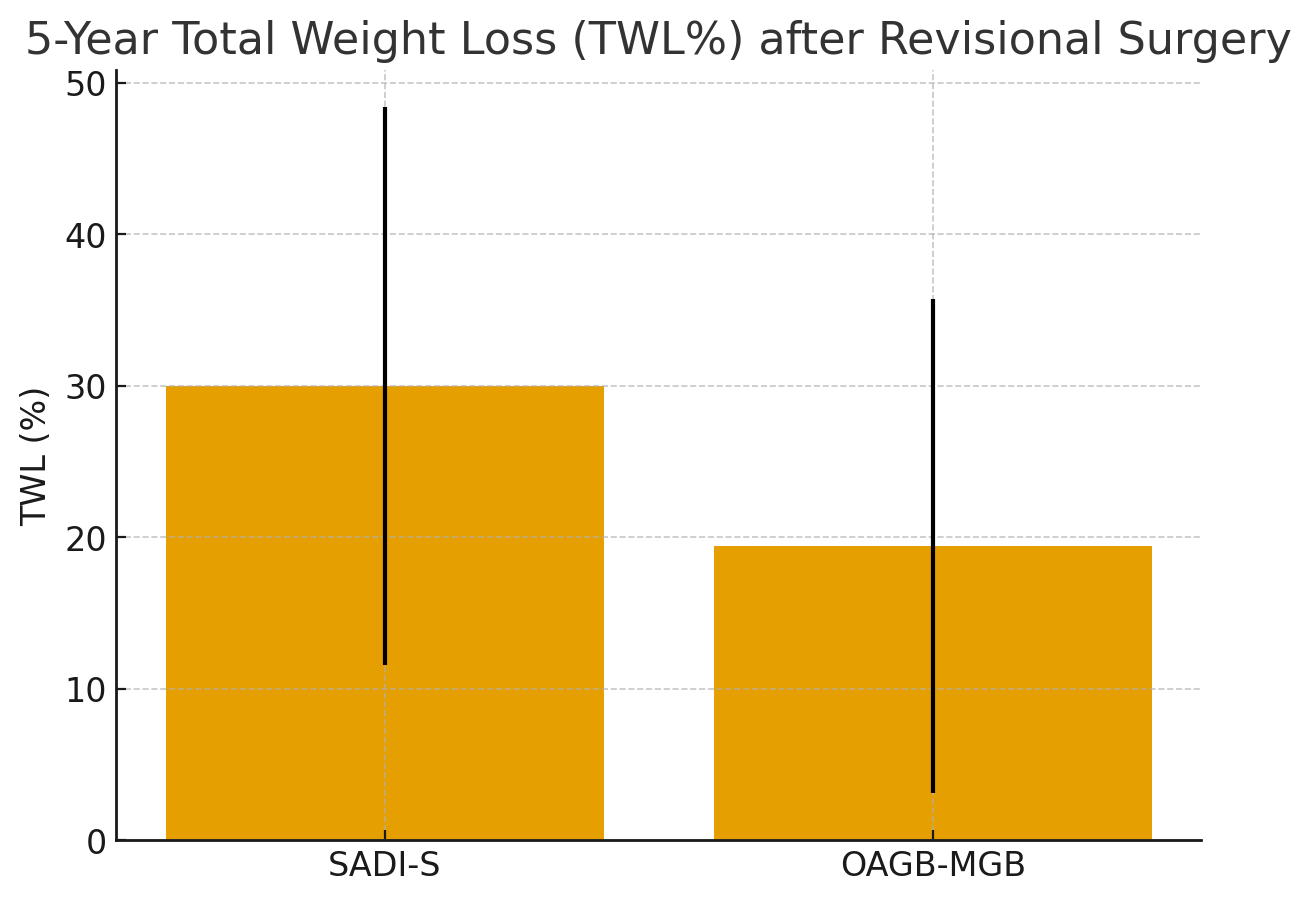 5-Year Total Weight Loss (TWL%) after Revisional Surgery
TWL (%)
50
40
30
20
10
0
SADI-S
OAGB-MGB